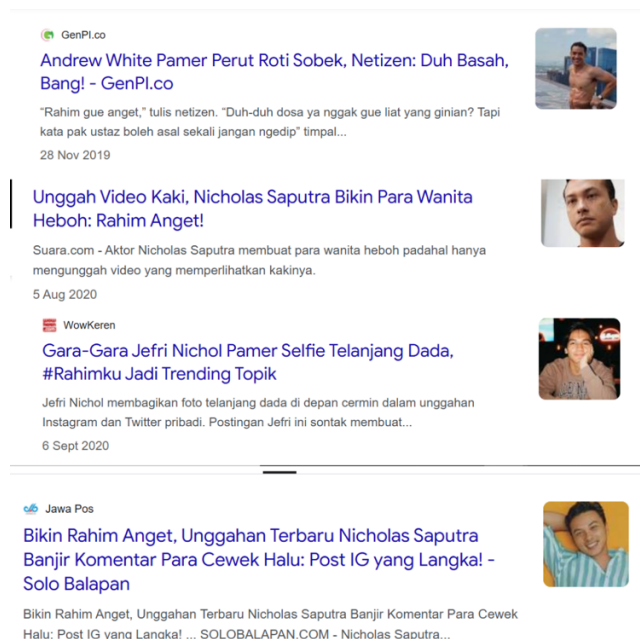 GenPI.co
Andrew White Pamer Perut Roti Sobek, Netizen: Duh Basah,
Bang! - GenPI.co
“Rahim gue anget,” tulis netizen. “Duh-duh dosa ya nggak gue liat yang ginian? Tapi
kata pak ustaz boleh asal sekali jangan ngedip” timpal...
28 Nov 2019
Unggah Video Kaki, Nicholas Saputra Bikin Para Wanita
Heboh: Rahim Anget!
Suara.com - Aktor Nicholas Saputra membuat para wanita heboh padahal hanya
mengunggah video yang memperlihatkan kakinya.
5 Aug 2020
WowKeren
Gara-Gara Jefri Nichol Pamer Selfie Telanjang Dada,
#Rahimku Jadi Trending Topik
Jefri Nichol membagikan foto telanjang dada di depan cermin dalam unggahan
Instagram dan Twitter pribadi. Postingan Jefri ini sontak membuat...
6 Sept 2020
Jawa Pos
Bikin Rahim Anget, Unggahan Terbaru Nicholas Saputra
Banjir Komentar Para Cewek Halu: Post IG yang Langka! -
Solo Balapan
Bikin Rahim Anget, Unggahan Terbaru Nicholas Saputra Banjir Komentar Para Cewek
Halu: Post IG yang Langka! ... SOLOBALAPAN.COM - Nicholas Saputra...